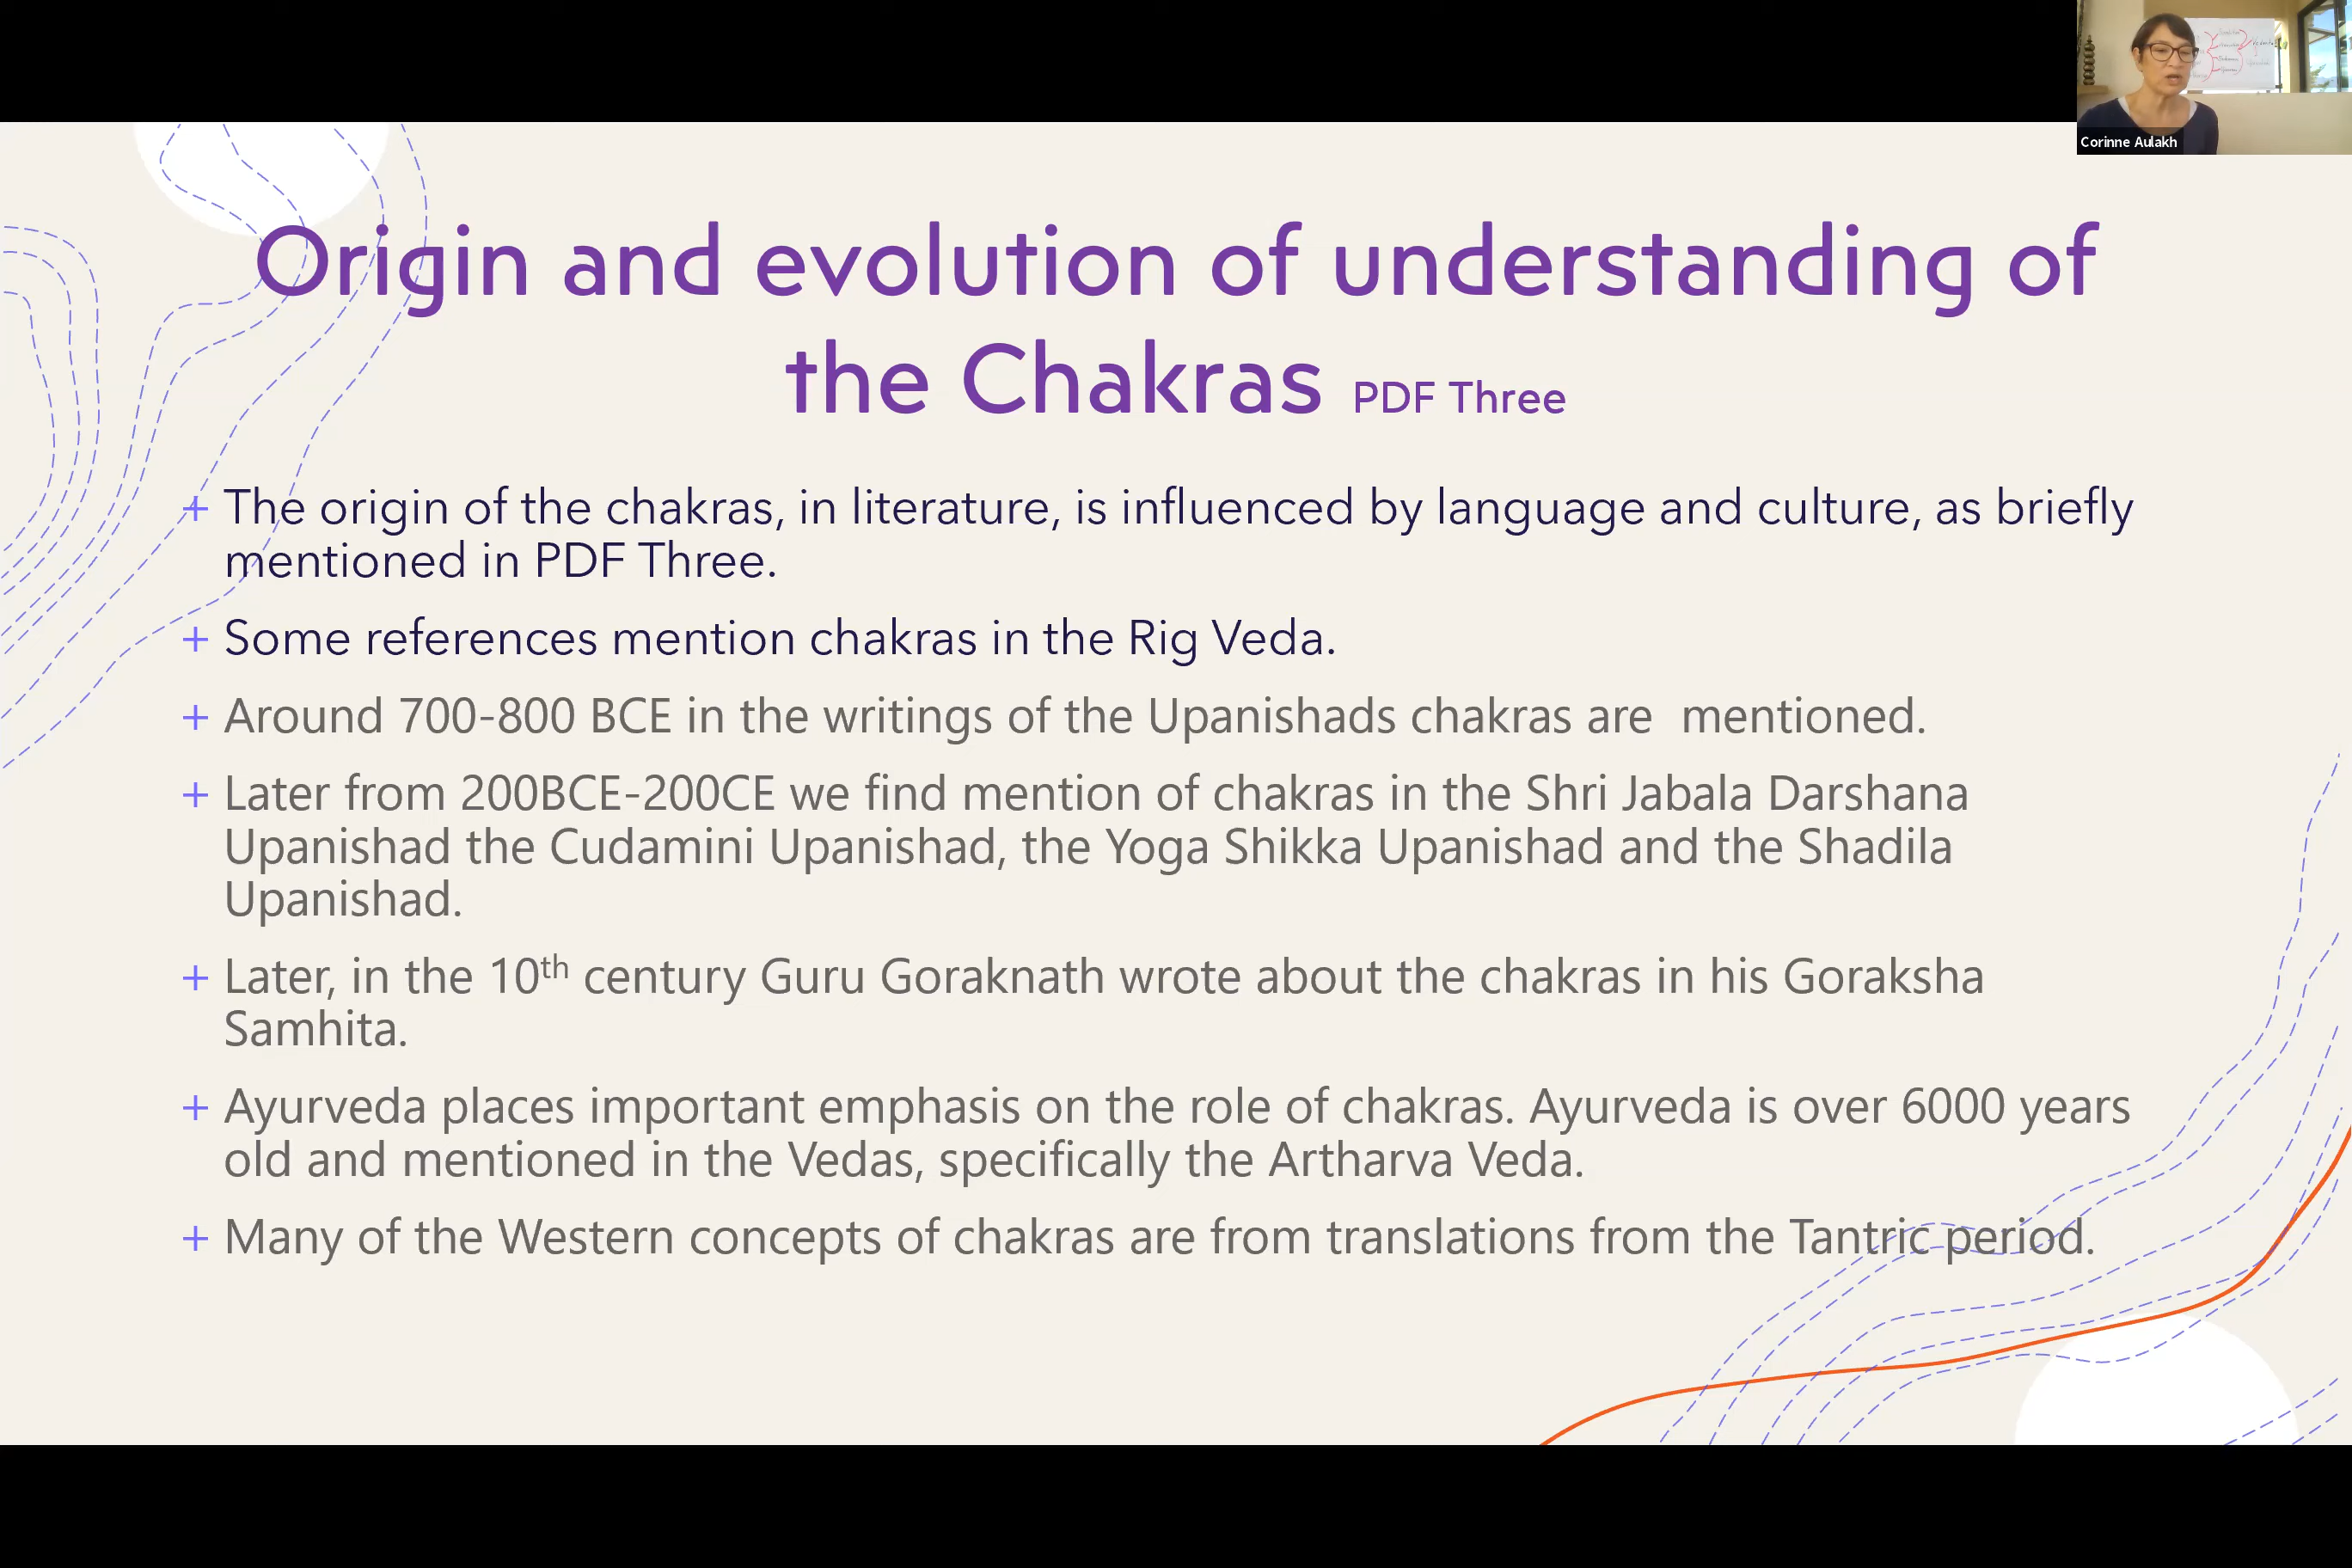 Corinne Aulakh
Origin and evolution of understanding of
the Chakras PDF Three
+ The origin of the chakras, in literature, is influenced by language and culture, as briefly
mentioned in PDF Three.
+ Some references mention chakras in the Rig Veda.
+ Around 700-800 BCE in the writings of the Upanishads chakras are  mentioned.
+ Later from 200BCE-200CE we find mention of chakras in the Shri Jabala Darshana
Upanishad the Cudamini Upanishad, the Yoga Shikka Upanishad and the Shadila
Upanishad.
+ Later, in the 10th century Guru Goraknath wrote about the chakras in his Goraksha
Samhita.
+ Ayurveda places important emphasis on the role of chakras. Ayurveda is over 6000 years
old and mentioned in the Vedas, specifically the Artharva Veda.
+ Many of the Western concepts of chakras are from translations from the Tantric period.